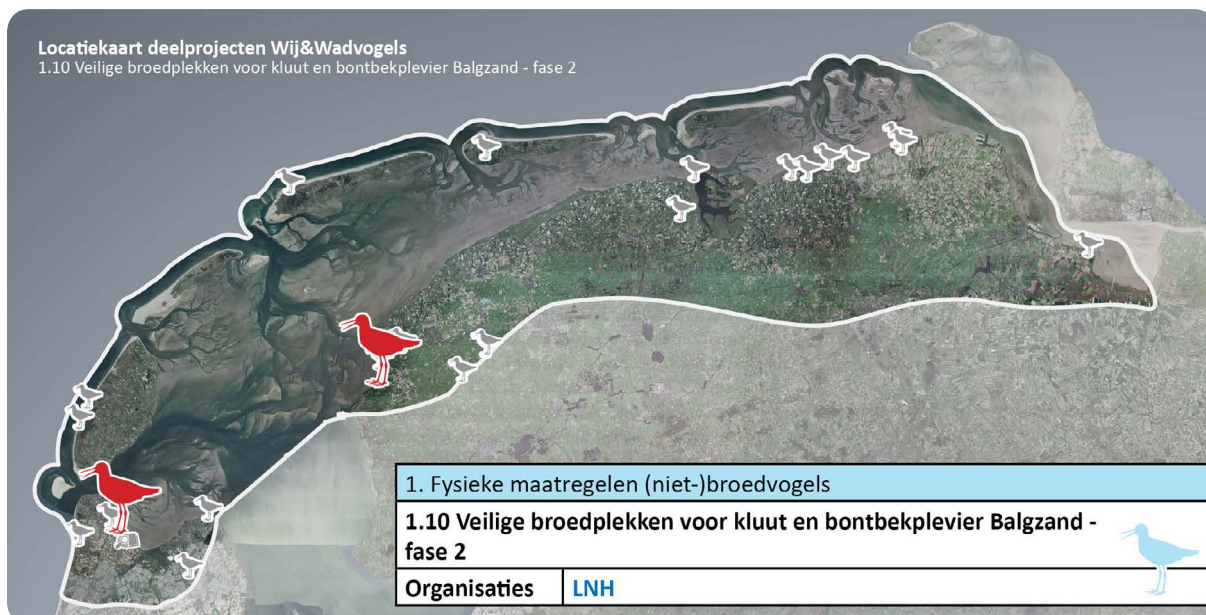 Locatiekaart deelprojecten Wij&Wadvogels
1.10 Veilige broedplekken voor kluut en bontbekplevier Balgzand - fase 2
1. Fysieke maatregelen (niet-)broedvogels
1.10 Veilige broedplekken voor kluut en bontbekplevier Balgzand -
fase 2
Organisaties LNH